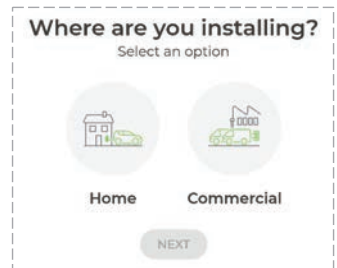 Where are you installing?
Select an option
Home Commercial
NEXT